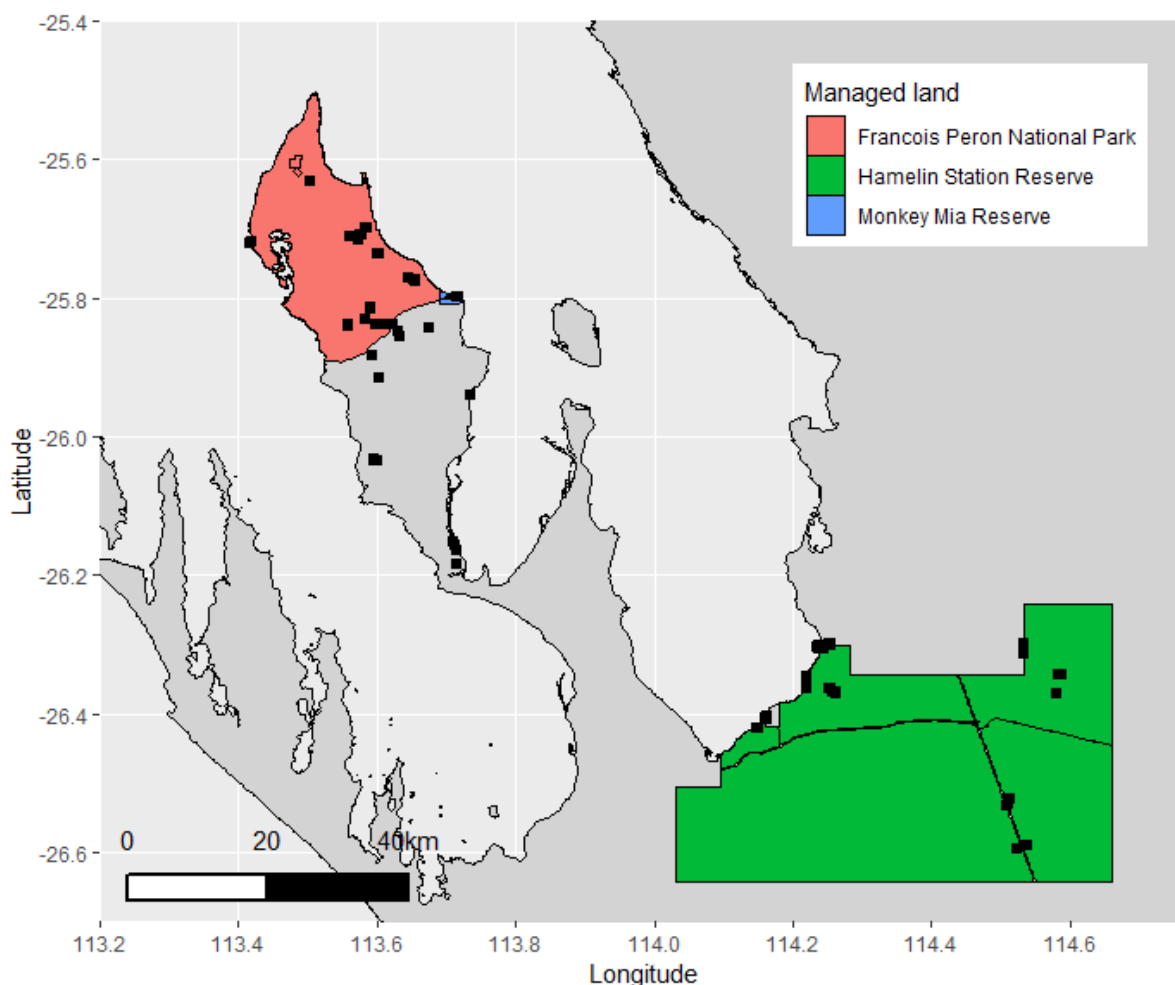 -25.4
-25.6
-25.8
-26.0
-26.2
-26.4
-26.6
Latitude
Managed land
Francois Peron National Park
Hamelin Station Reserve
Monkey Mia Reserve
0 20 40km
113.2 113.4 113.6 113.8 114.0 114.2 114.4 114.6
Longitude